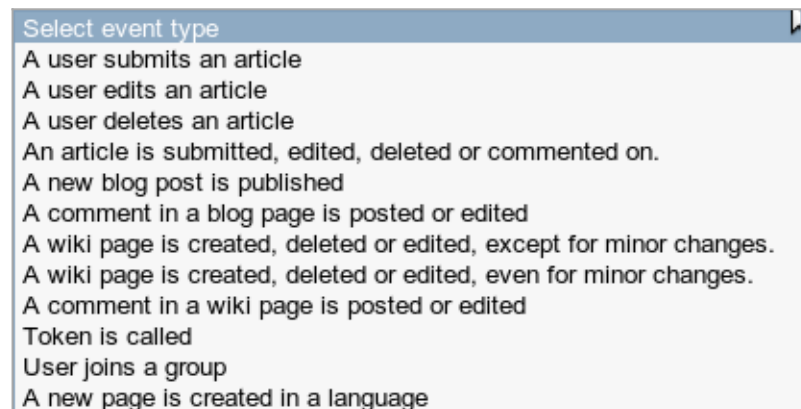 Select event type
A user submits an article
A user edits an article
A user deletes an article
An article is submitted, edited, deleted or commented on.
A new blog post is published
A comment in a blog page is posted or edited
A wiki page is created, deleted or edited, except for minor changes.
A wiki page is created, deleted or edited, even for minor changes.
A comment in a wiki page is posted or edited
Token is called
User joins a group
A new page is created in a language